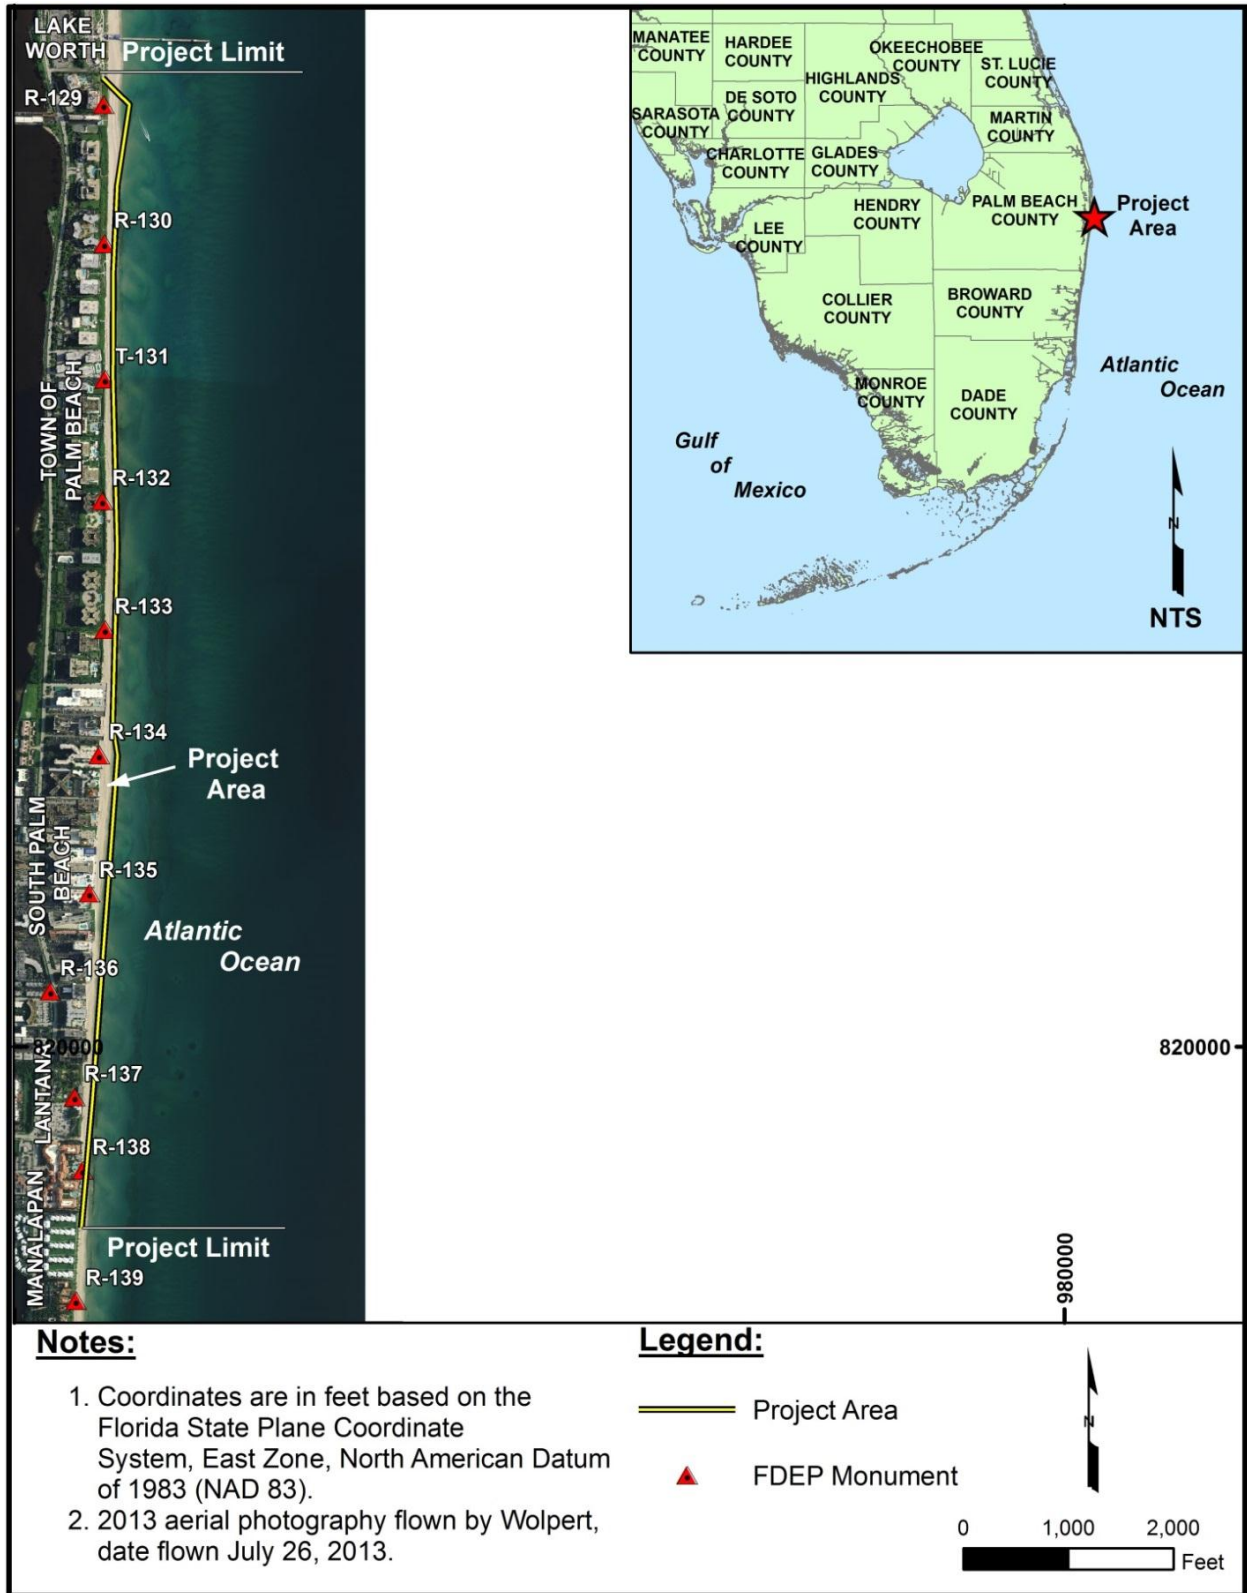 LAKE
WORTH
Project Limit
R-129
R-130
T-131
TOWN OF
PALM BEACH
R-132
R-133
R-134
Project
Area
SOUTH PALM
BEACH
R-135
Atlantic
Ocean
R-136
820000
R-137
LANTANA
R-138
MANALAPAN
Project Limit
R-139
MANATEE
COUNTY
HARDEE
COUNTY
OKEECHOBEE
COUNTY
HIGHLANDS
COUNTY
ST. LUCIE
COUNTY
SARASOTA
COUNTY
DE SOTO
COUNTY
MARTIN
COUNTY
CHARLOTTE
COUNTY
GLADES
COUNTY
HENDRY
COUNTY
PALM BEACH
COUNTY
Project
Area
LEE
COUNTY
COLLIER
COUNTY
BROWARD
COUNTY
MONROE
COUNTY
DADE
COUNTY
Atlantic
Ocean
Gulf
of
Mexico
N
NTS
820000
980000
Notes:
1. Coordinates are in feet based on the
Florida State Plane Coordinate
System, East Zone, North American Datum
of 1983 (NAD 83).
2. 2013 aerial photography flown by Wolpert,
date flown July 26, 2013.
Legend:
Project Area
FDEP Monument
N
0 1,000 2,000
Feet